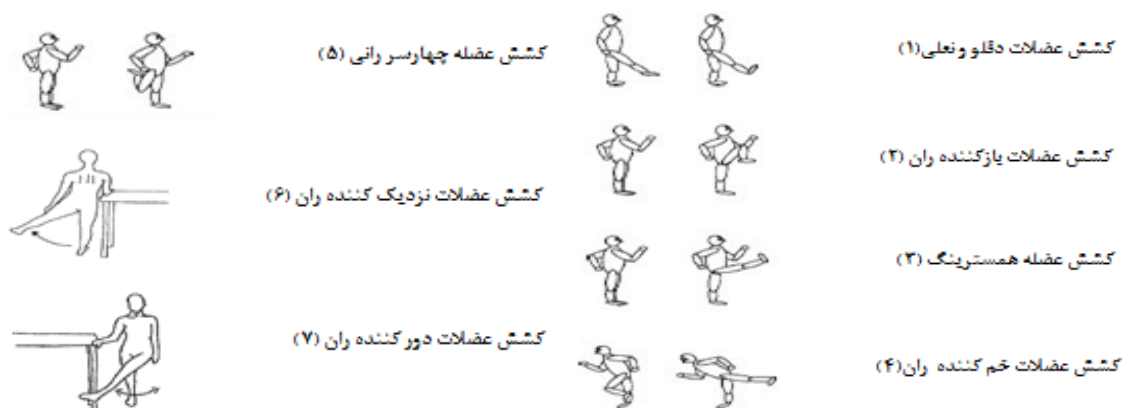 کشش عضلات دقلو و نعلی(۱)
کشش عضلات بازکننده ران (۲)
کشش عضله همسترینگ (۳)
کشش عضلات خم کننده ران(۴)
کشش عضله چهارسر رانی (۵)
کشش عضلات نزدیک کننده ران (۶)
کشش عضلات دور کننده ران (۷)